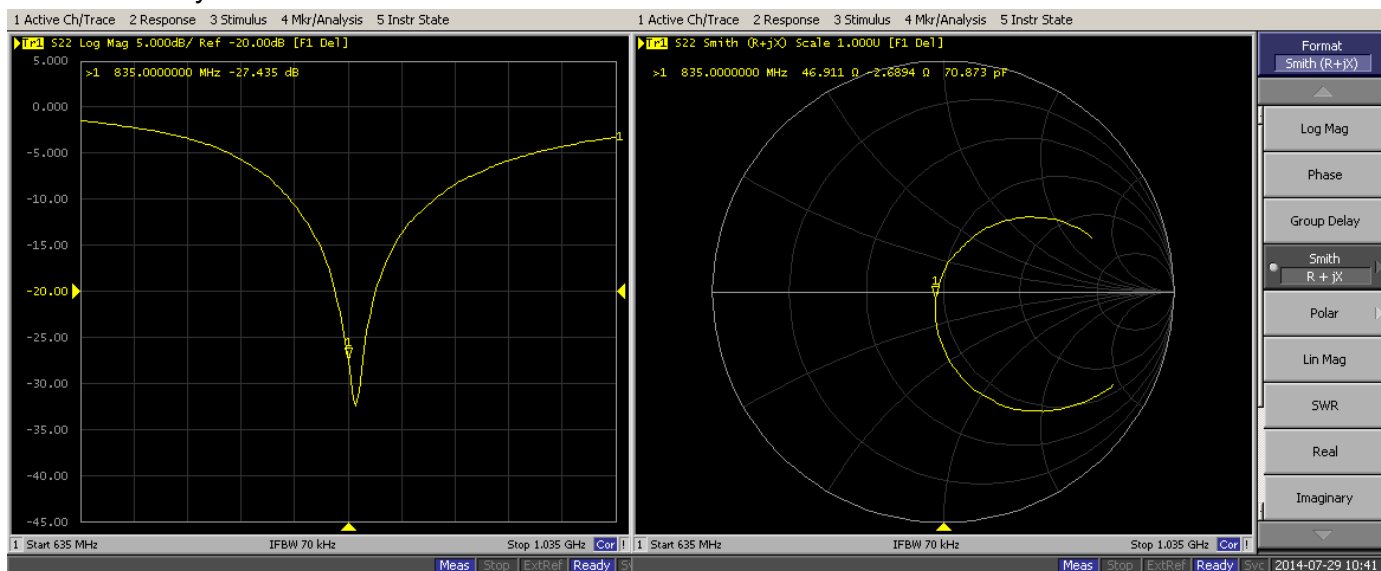 1 Active Ch/Trace 2 Response 3 Stimulus 4 Mkr/Analysis 5 Instr State
Tr1 S22 Log Mag 5.000dB/ Ref -20.00dB [F1 Del]
5.000
>1 835.0000000 MHz -27.435 dB
0.000
-5.000
-10.00
-15.00
-20.00
-25.00
-30.00
-35.00
-40.00
-45.00
1
1
1 Start 635 MHz IFBW 70 kHz Stop 1.035 GHz Cor !
Meas Stop ExtRef Ready
1 Active Ch/Trace 2 Response 3 Stimulus 4 Mkr/Analysis 5 Instr State
Tr1 S22 Smith (R+jX) Scale 1.000U [F1 Del]
>1 835.0000000 MHz 46.911 Ω -2.6894 Ω 70.873 pF
1
1 Start 635 MHz IFBW 70 kHz Stop 1.035 GHz Cor !
Meas Stop ExtRef Ready Svc 2014-07-29 10:41
Format
Smith (R+jX)
Log Mag
Phase
Group Delay
Smith
R + jX
Polar
Lin Mag
SWR
Real
Imaginary